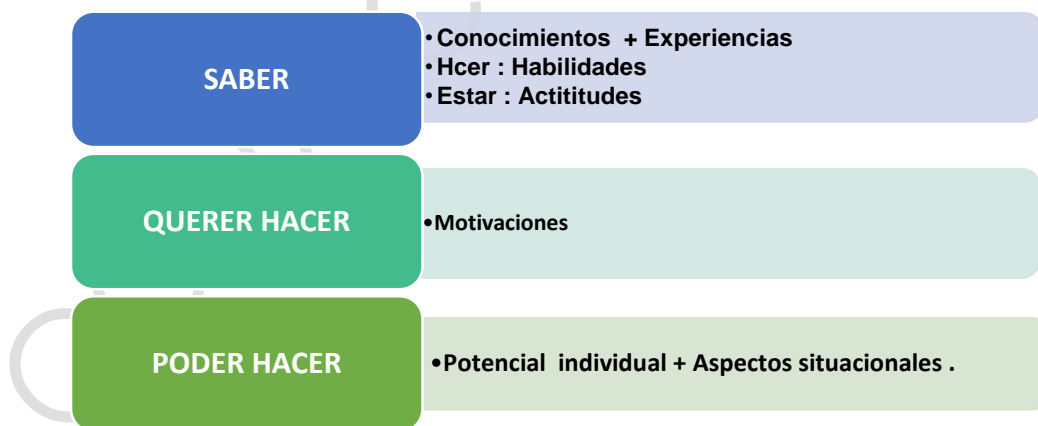 SABER
•Conocimientos + Experiencias
•Hcer : Habilidades
•Estar : Actititudes
QUERER HACER
•Motivaciones
PODER HACER
•Potencial individual + Aspectos situacionales .